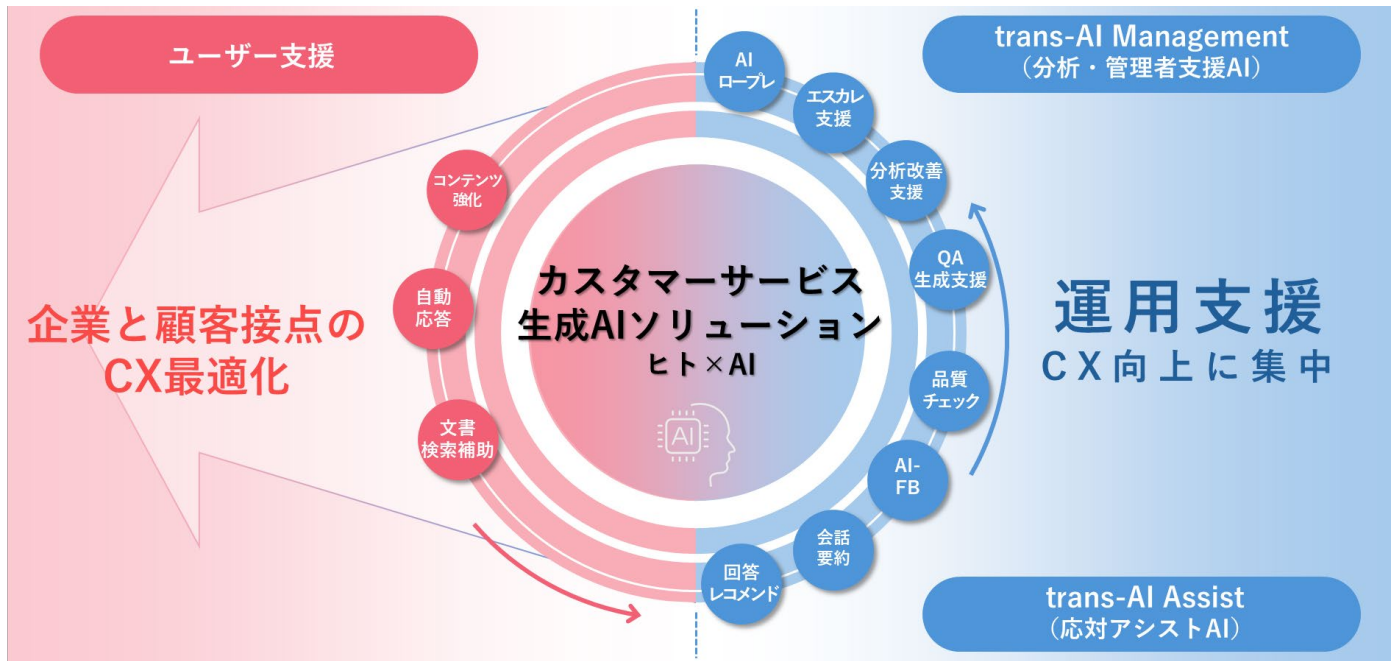 ユーザー支援
trans-AI Management
（分析・管理者支援AI）
AI
ロープレ
エスカレ
支援
分析改善
支援
QA
生成支援
品質
チェック
AI-
FB
会話
要約
回答
レコメンド
コンテンツ
強化
自動
応答
文書
検索補助
カスタマーサービス
生成AIソリューション
ヒト×AI
AI
企業と顧客接点の
CX最適化
運用支援
CX向上に集中
trans-AI Assist
（応対アシストAI）